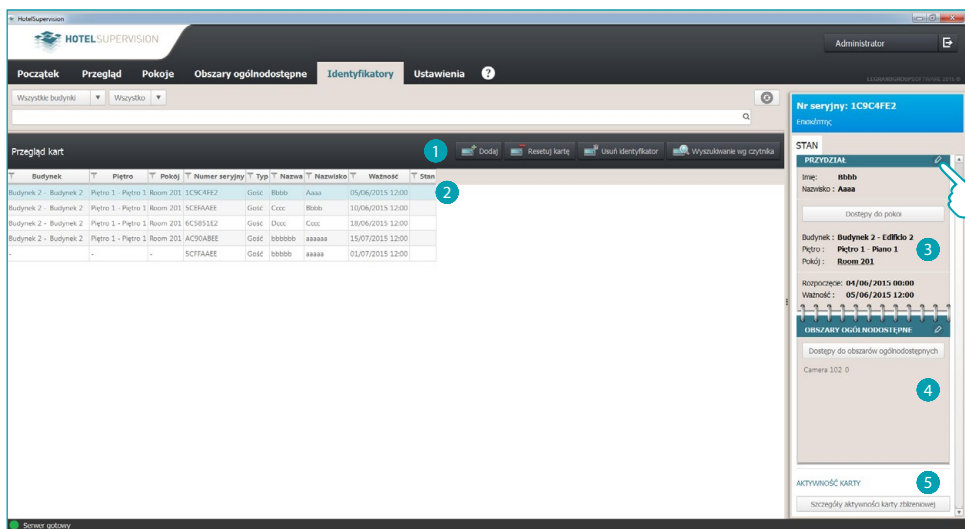 HotelSupervision
HOTELSUPERVISION
Administrator
Początek Przegląd Pokoje Obszary ogólnodostępne Identyfikatory Ustawienia ?
Wszystkie budynki Wszystko
Przegląd kart
1 Dodaj Resetuj kartę Usuń identyfikator Wyszukiwanie wg czytnika
Budynek Piętro Pokój Numer seryjny Typ Nazwa Nazwisko Ważność Stan
Budynek 2 - Budynek 2 Piętro 1 - Piętro 1 Room 201 1C9C4FE2 Gość Bbbb Aaaa 05/06/2015 12:00 2
Budynek 2 - Budynek 2 Piętro 1 - Piętro 1 Room 201 5CEFAAEE Gość Cccc Bbbb 10/06/2015 12:00
Budynek 2 - Budynek 2 Piętro 1 - Piętro 1 Room 201 6C5851E2 Gość Dccc Cccc 18/06/2015 12:00
Budynek 2 - Budynek 2 Piętro 1 - Piętro 1 Room 201 AC90ABEE Gość bbbbbb aaaaaa 15/07/2015 12:00
- - - 5CFFAAEE Gość bbbbb aaaaa 01/07/2015 12:00
Nr seryjny: 1C9C4FE2
Επισκέπτης
STAN
PRZYDZIAŁ
Imię: Bbbb
Nazwisko : Aaaa
Dostępy do pokoi
Budynek : Budynek 2 - Edificio 2
Piętro : Piętro 1 - Piano 1
Pokój : Room 201
3
Rozpoczęcie: 04/06/2015 00:00
Ważność : 05/06/2015 12:00
OBSZARY OGÓLNODOSTĘPNE
Dostępy do obszarów ogólnodostępnych
Camera 102 0
4
AKTYWNOŚĆ KARTY 5
Szczegóły aktywności karty zbliżeniowej
Serwer gotowy